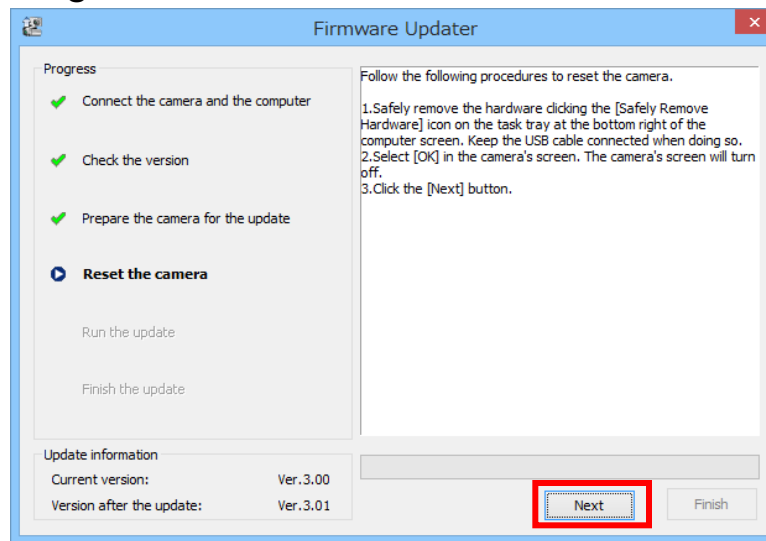 Firmware Updater
Progress
Connect the camera and the computer
Check the version
Prepare the camera for the update
Reset the camera
Run the update
Finish the update
Follow the following procedures to reset the camera.
1.Safely remove the hardware clicking the [Safely Remove
Hardware] icon on the task tray at the bottom right of the
computer screen. Keep the USB cable connected when doing so.
2.Select [OK] in the camera's screen. The camera's screen will turn
off.
3.Click the [Next] button.
Update information
Current version: Ver.3.00
Version after the update: Ver.3.01
Next
Finish